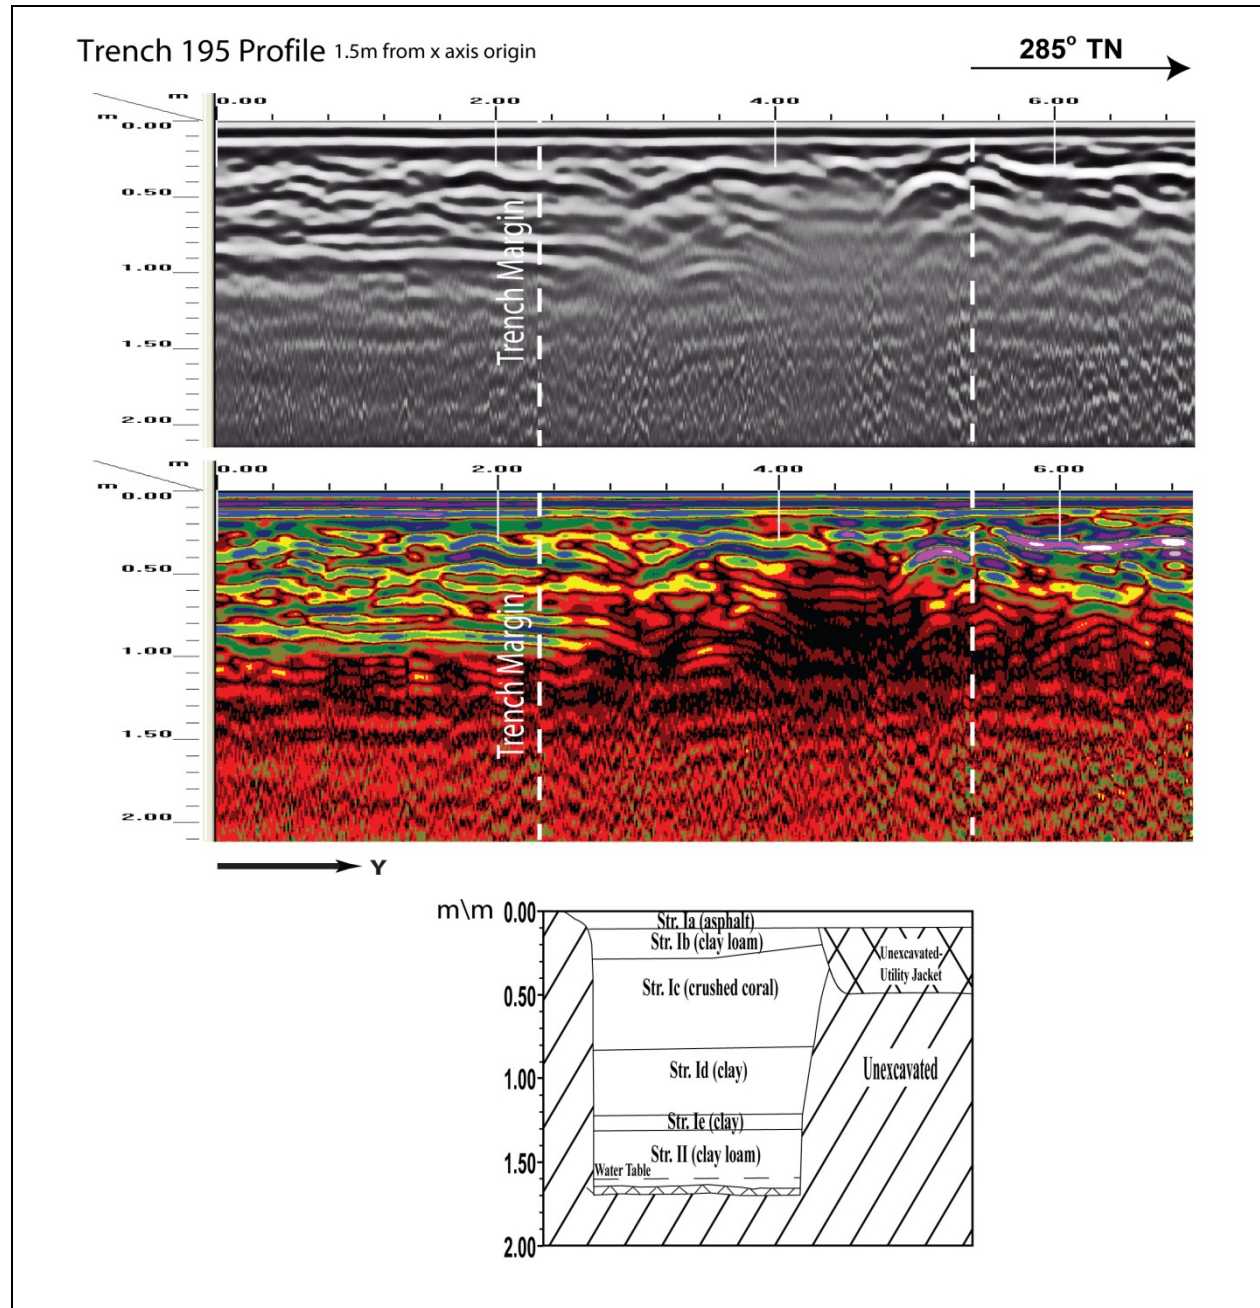 Trench 195 Profile 1.5m from x axis origin
285° TN
m 0.00 2.00 4.00 6.00
m 0.00
0.50
1.00
1.50
2.00
Trench Margin
m 0.00 2.00 4.00 6.00
m 0.00
0.50
1.00
1.50
2.00
Trench Margin
Y
m\m 0.00
Str. Ia (asphalt)
Str. Ib (clay loam)
Unexcavated-
Utility Jacket
Str. Ic (crushed coral)
0.50
Str. Id (clay)
Unexcavated
1.00
Str. Ie (clay)
Str. II (clay loam)
1.50
Water Table
2.00